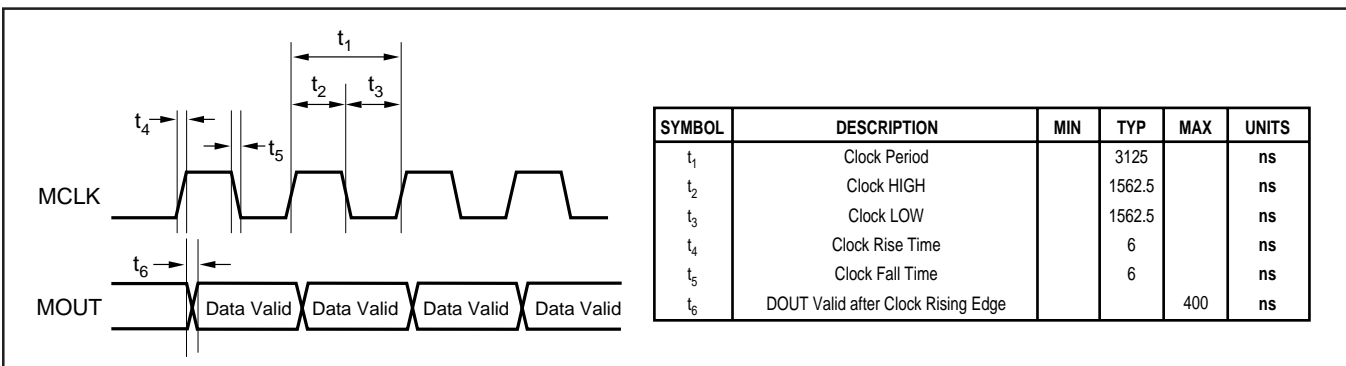 t1
t2 t3
t4
t5
MCLK
t6
MOUT Data Valid Data Valid Data Valid Data Valid
SYMBOL DESCRIPTION MIN TYP MAX UNITS
t1 Clock Period 3125 ns
t2 Clock HIGH 1562.5 ns
t3 Clock LOW 1562.5 ns
t4 Clock Rise Time 6 ns
t5 Clock Fall Time 6 ns
t6 DOUT Valid after Clock Rising Edge 400 ns